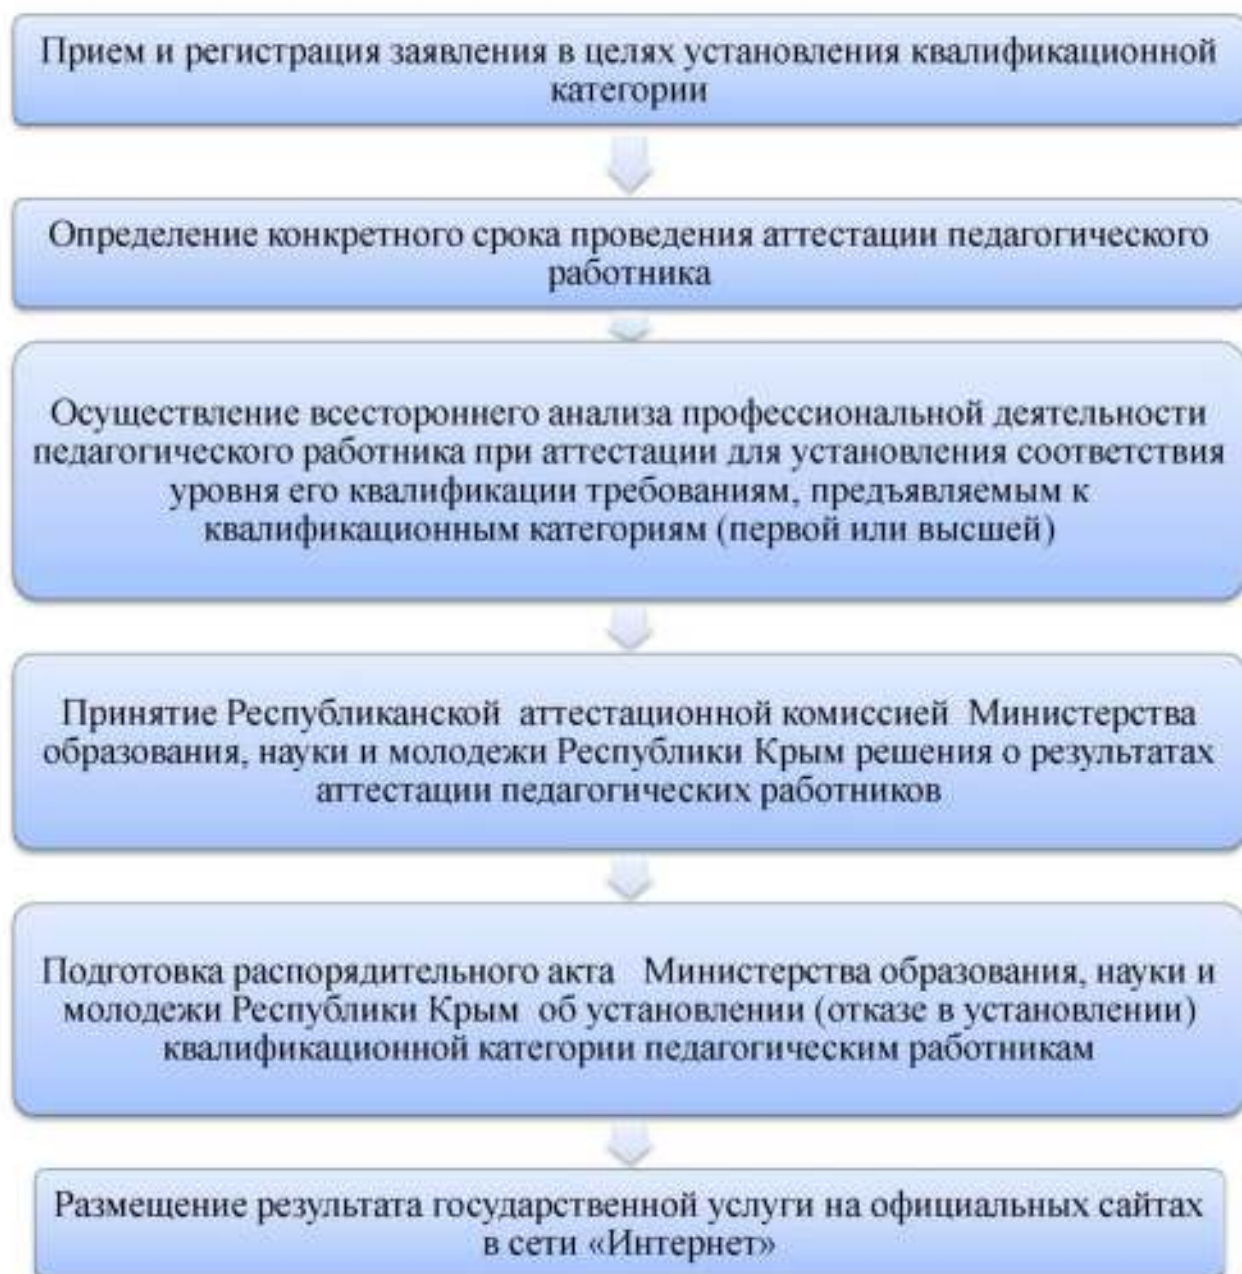 Прием и регистрация заявления в целях установления квалификационной
категории
Определение конкретного срока проведения аттестации педагогического
работника
Осуществление всестороннего анализа профессиональной деятельности
педагогического работника при аттестации для установления соответствия
уровня его квалификации требованиям, предъявляемым к
квалификационным категориям (первой или высшей)
Принятие Республиканской аттестационной комиссией Министерства
образования, науки и молодежи Республики Крым решения о результатах
аттестации педагогических работников
Подготовка распорядительного акта Министерства образования, науки и
молодежи Республики Крым об установлении (отказе в установлении)
квалификационной категории педагогическим работникам
Размещение результата государственной услуги на официальных сайтах
в сети «Интернет»